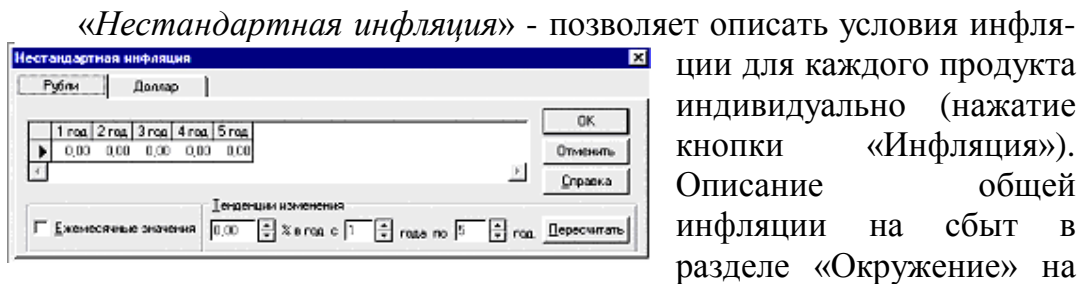 «Нестандартная инфляция» - позволяет описать условия инфля-
ции для каждого продукта
индивидуально (нажатие
кнопки «Инфляция»).
Описание общей
инфляции на сбыт в
разделе «Окружение» на
Нестандартная инфляция
Рубли Доллар
1 год 2 год 3 год 4 год 5 год
0,00 0,00 0,00 0,00 0,00
OK
Отменить
Справка
Тенденции изменения
Ежемесячные значения 0,00 % в год с 1 года по 5 год. Пересчитать